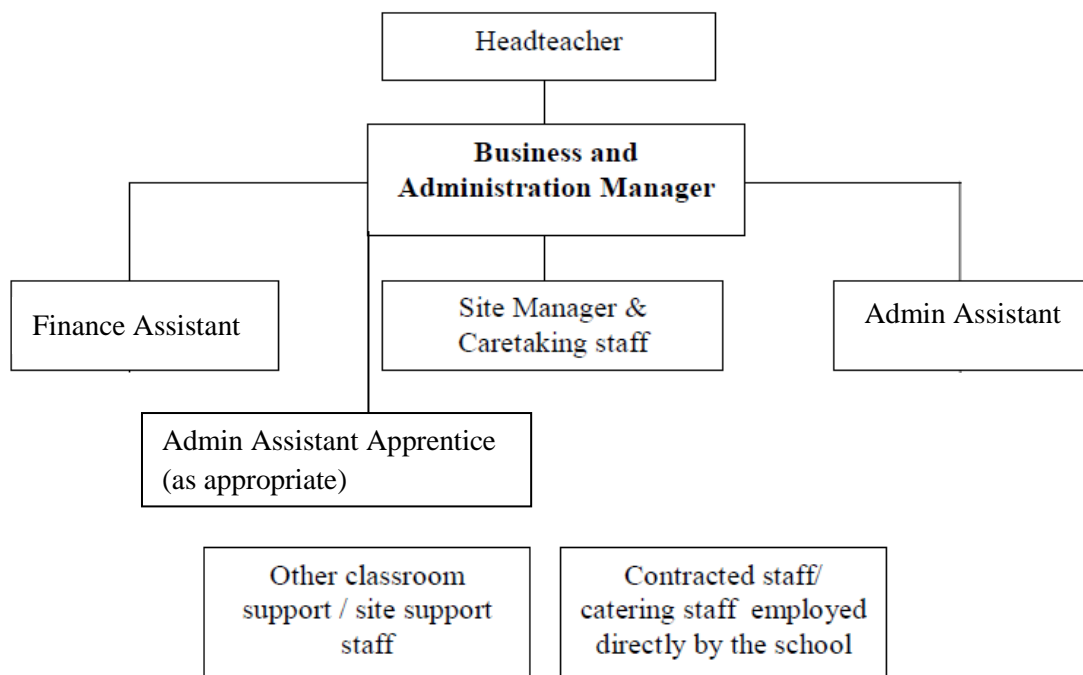 Headteacher
Business and
Administration Manager
Finance Assistant
Site Manager &
Caretaking staff
Admin Assistant
Admin Assistant Apprentice
(as appropriate)
Other classroom
support / site support
staff
Contracted staff/
catering staff employed
directly by the school